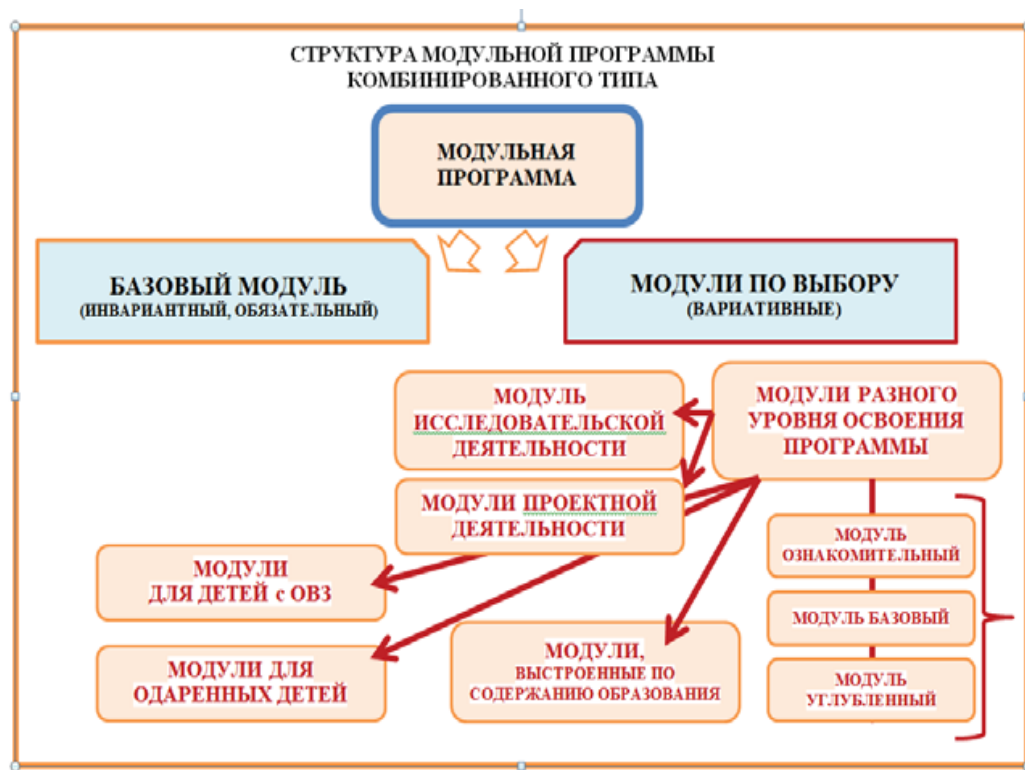 СТРУКТУРА МОДУЛЬНОЙ ПРОГРАММЫ
КОМБИНИРОВАННОГО ТИПА
МОДУЛЬНАЯ
ПРОГРАММА
БАЗОВЫЙ МОДУЛЬ
(ИНВАРИАНТНЫЙ, ОБЯЗАТЕЛЬНЫЙ)
МОДУЛИ ПО ВЫБОРУ
(ВАРИАТИВНЫЕ)
МОДУЛЬ
ИССЛЕДОВАТЕЛЬСКОЙ
ДЕЯТЕЛЬНОСТИ
МОДУЛИ РАЗНОГО
УРОВНЯ ОСВОЕНИЯ
ПРОГРАММЫ
МОДУЛИ ПРОЕКТНОЙ
ДЕЯТЕЛЬНОСТИ
МОДУЛЬ
ОЗНАКОМИТЕЛЬНЫЙ
МОДУЛИ
ДЛЯ ДЕТЕЙ с ОВЗ
МОДУЛЬ БАЗОВЫЙ
МОДУЛИ ДЛЯ
ОДАРЕННЫХ ДЕТЕЙ
МОДУЛИ,
ВЫСТРОЕННЫЕ ПО
СОДЕРЖАНИЮ ОБРАЗОВАНИЯ
МОДУЛЬ
УГЛУБЛЕННЫЙ